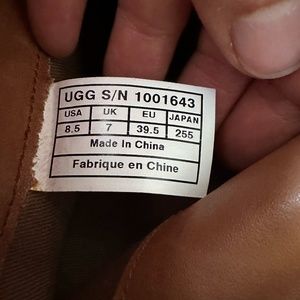 UGG S/N 1001643
USA UK EU JAPAN
8.5 7 39.5 255
Made In China
Fabrique en Chine